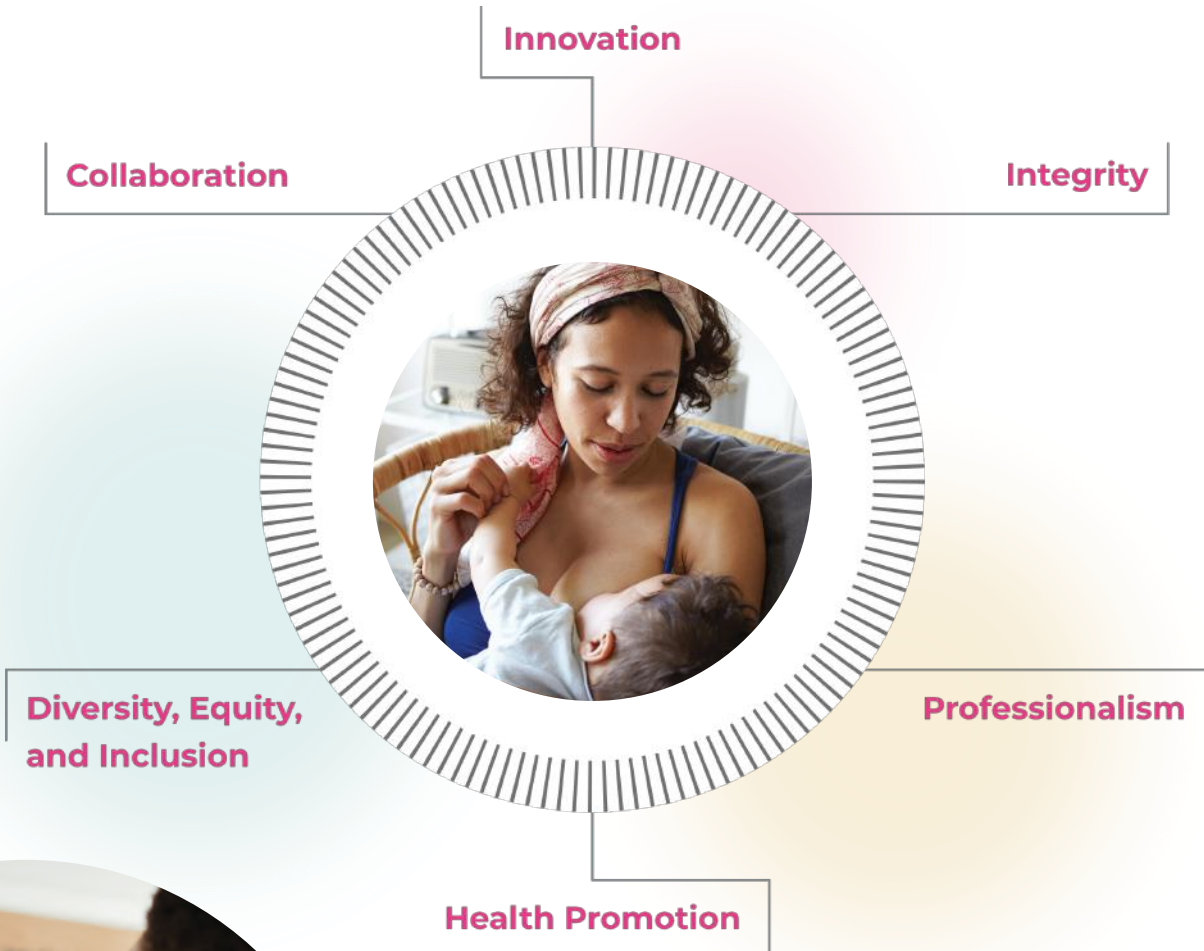 Innovation
Collaboration
Integrity
Diversity, Equity,
and Inclusion
Professionalism
Health Promotion